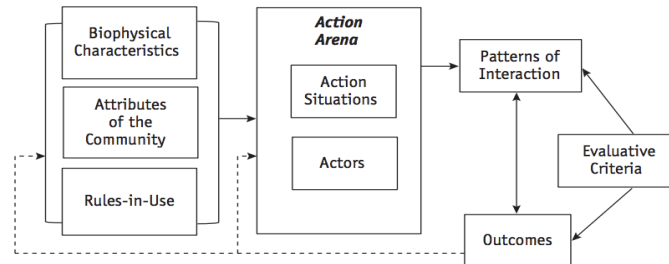 Biophysical
Characteristics
Attributes
of the
Community
Rules-in-Use
Action
Arena
Action
Situations
Actors
Patterns of
Interaction
Evaluative
Criteria
Outcomes